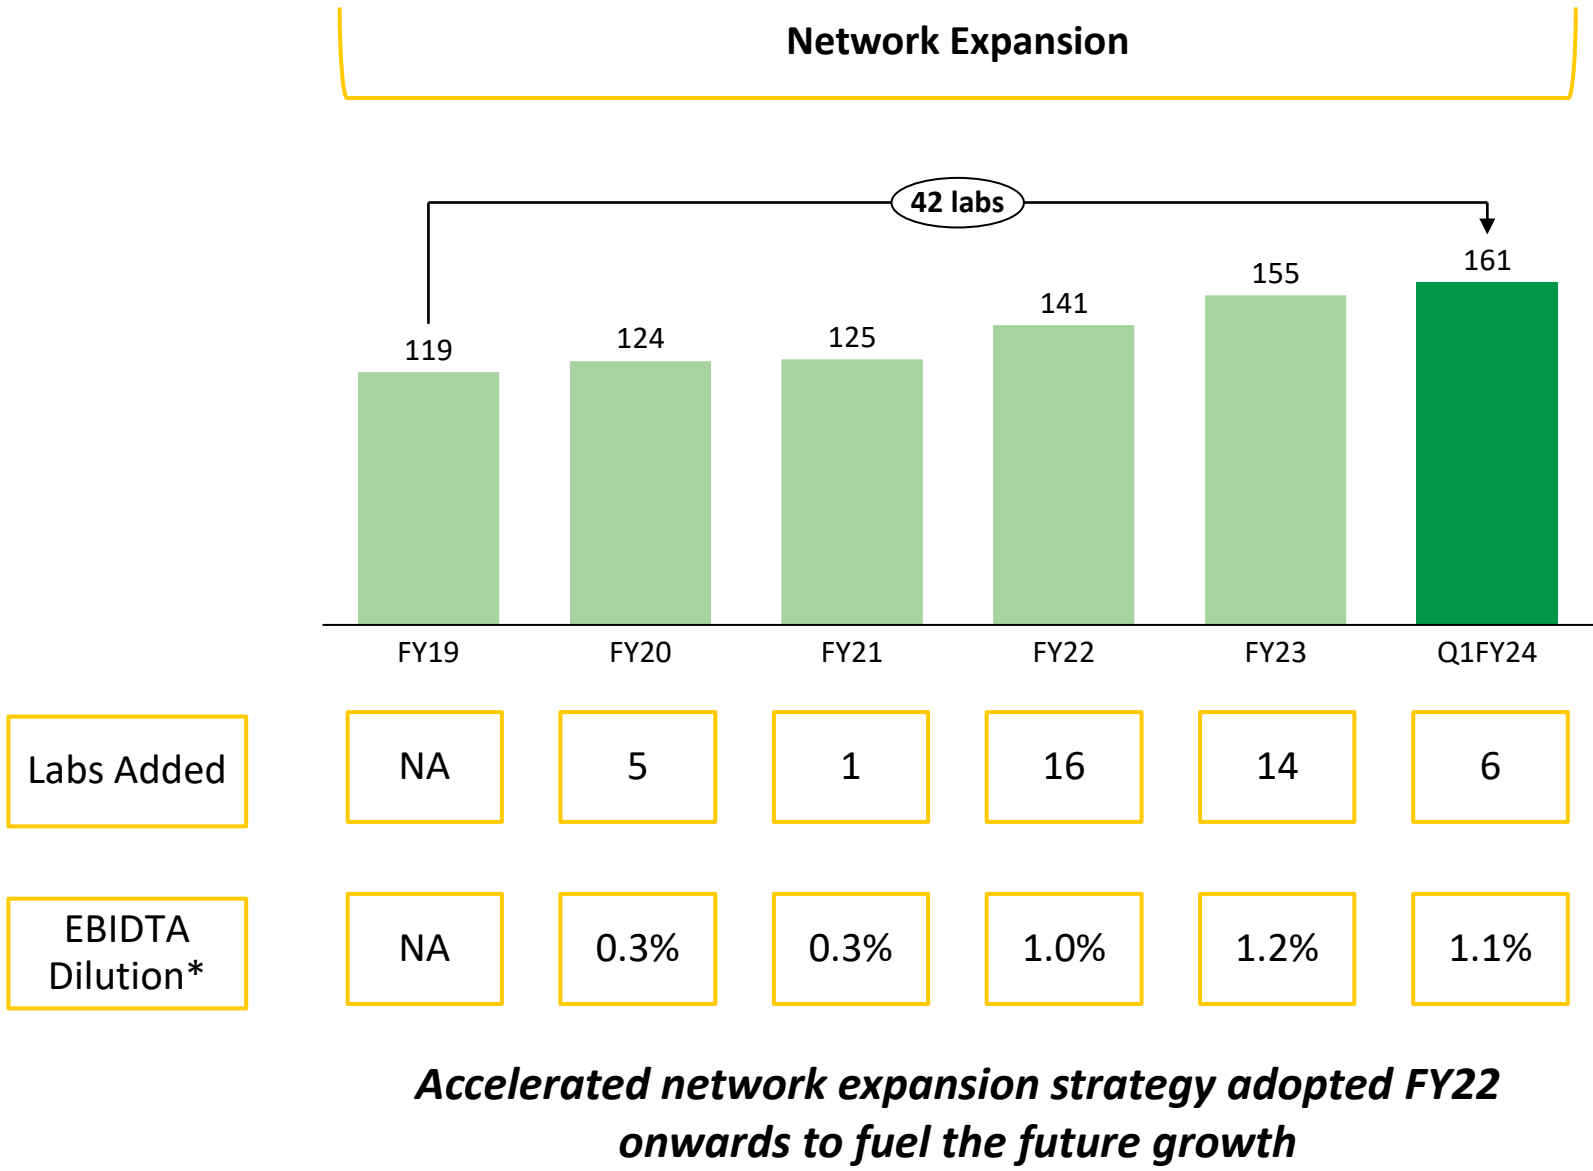 Network Expansion
42 labs
119
124
125
141
155
161
FY19
FY20
FY21
FY22
FY23
Q1FY24
Labs Added
NA
5
1
16
14
6
EBIDTA
Dilution*
NA
0.3%
0.3%
1.0%
1.2%
1.1%
Accelerated network expansion strategy adopted FY22
onwards to fuel the future growth